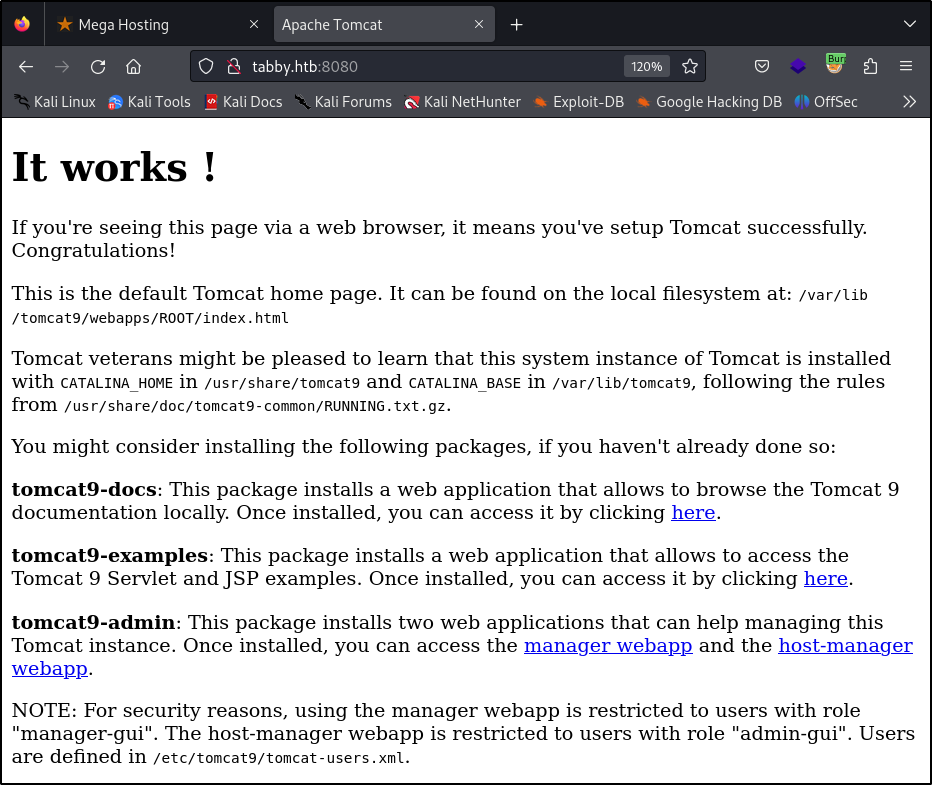 Mega Hosting
Apache Tomcat
tabby.htb:8080
120%
Burp
Kali Linux
Kali Tools
Kali Docs
Kali Forums
Kali NetHunter
Exploit-DB
Google Hacking DB
OffSec
It works !
If you're seeing this page via a web browser, it means you've setup Tomcat successfully.
Congratulations!
This is the default Tomcat home page. It can be found on the local filesystem at: /var/lib
/tomcat9/webapps/ROOT/index.html
Tomcat veterans might be pleased to learn that this system instance of Tomcat is installed
with CATALINA_HOME in /usr/share/tomcat9 and CATALINA_BASE in /var/lib/tomcat9, following the rules
from /usr/share/doc/tomcat9-common/RUNNING.txt.gz.
You might consider installing the following packages, if you haven't already done so:
tomcat9-docs: This package installs a web application that allows to browse the Tomcat 9
documentation locally. Once installed, you can access it by clicking here.
tomcat9-examples: This package installs a web application that allows to access the
Tomcat 9 Servlet and JSP examples. Once installed, you can access it by clicking here.
tomcat9-admin: This package installs two web applications that can help managing this
Tomcat instance. Once installed, you can access the manager webapp and the host-manager
webapp.
NOTE: For security reasons, using the manager webapp is restricted to users with role
"manager-gui". The host-manager webapp is restricted to users with role "admin-gui". Users
are defined in /etc/tomcat9/tomcat-users.xml.